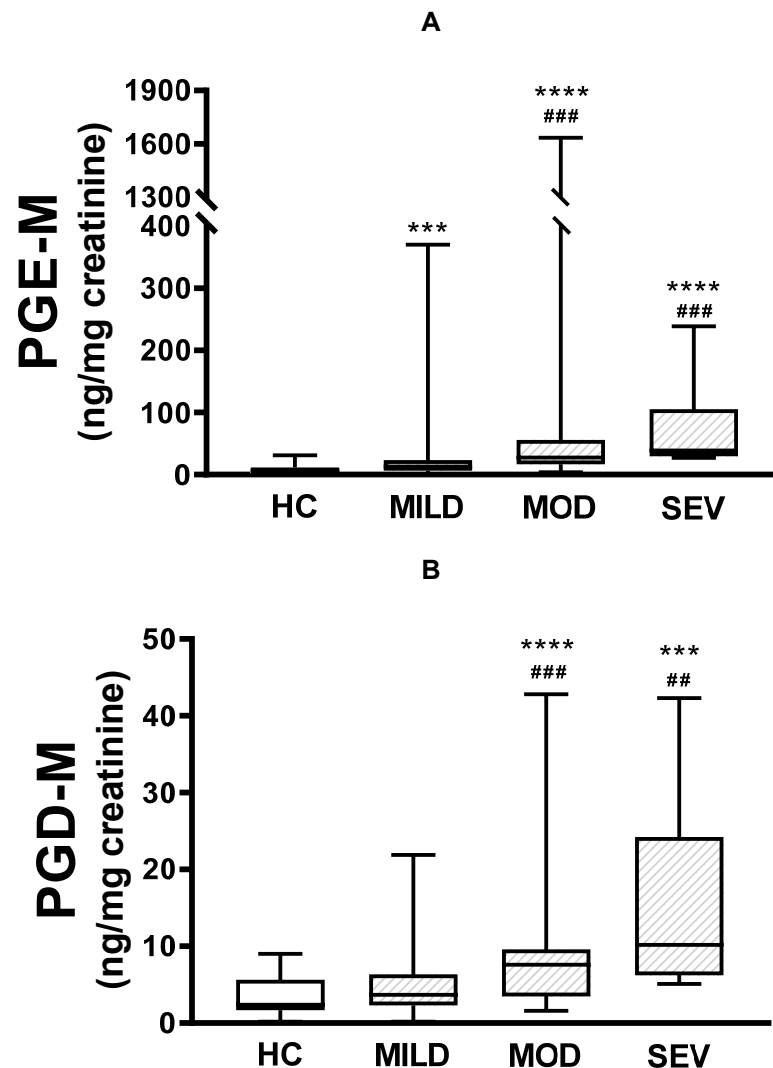 A
PGE-M
(ng/mg creatinine)
1900
1600
1300
400
300
200
100
0
***
****
###
****
###
HC MILD MOD SEV
B
PGD-M
(ng/mg creatinine)
50
40
30
20
10
0
****
###
***
##
HC MILD MOD SEV